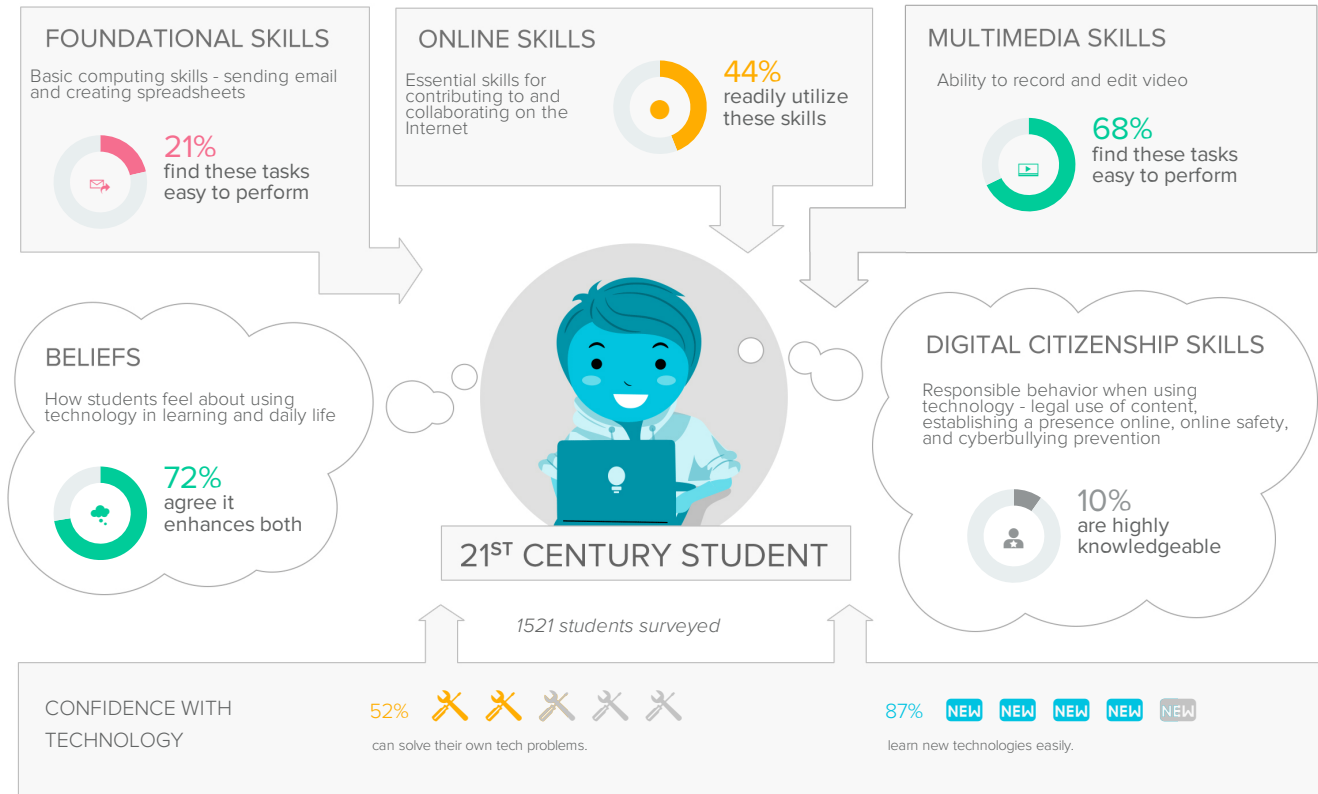 FOUNDATIONAL SKILLS
Basic computing skills - sending email
and creating spreadsheets
21%
find these tasks
easy to perform
ONLINE SKILLS
Essential skills for
contributing to and
collaborating on the
Internet
44%
readily utilize
these skills
MULTIMEDIA SKILLS
Ability to record and edit video
68%
find these tasks
easy to perform
BELIEFS
How students feel about using
technology in learning and daily life
72%
agree it
enhances both
DIGITAL CITIZENSHIP SKILLS
Responsible behavior when using
technology - legal use of content,
establishing a presence online, online safety,
and cyberbullying prevention
10%
are highly
knowledgeable
21ST CENTURY STUDENT
1521 students surveyed
CONFIDENCE WITH
TECHNOLOGY
52%
can solve their own tech problems.
87% NEW NEW NEW NEW NEW
learn new technologies easily.